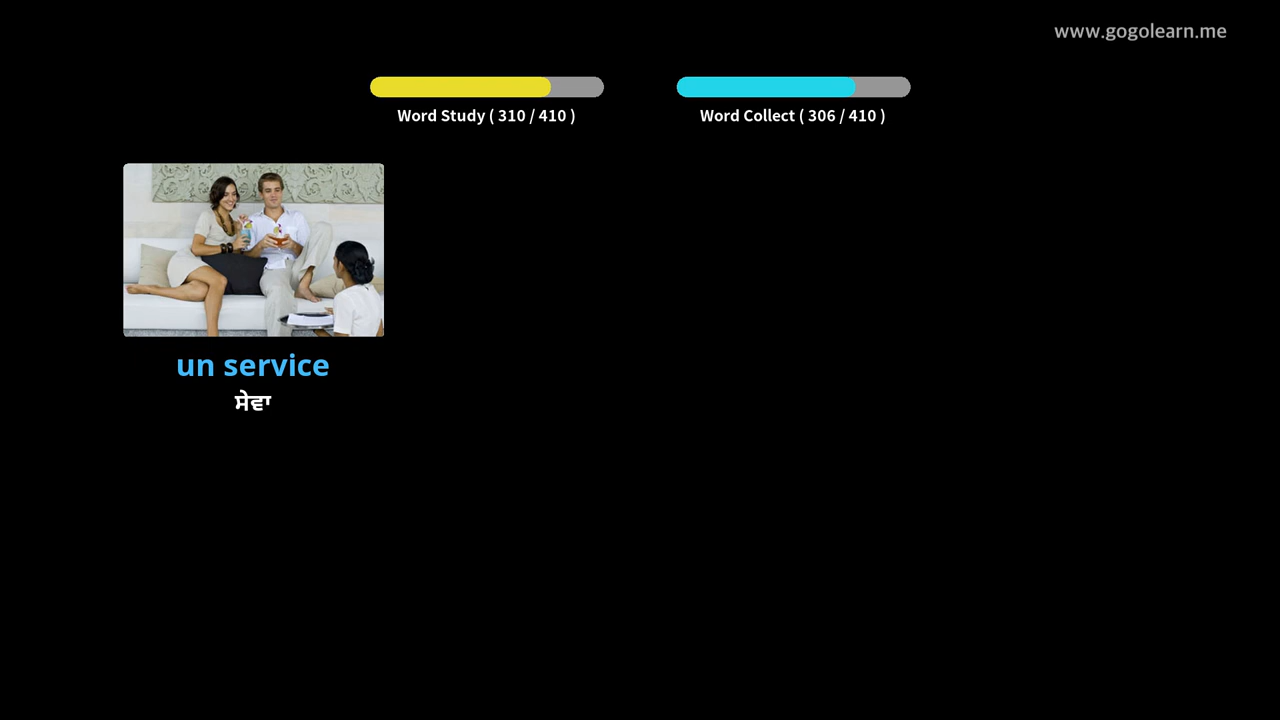 www.gogolearn.me
Word Study ( 310 / 410 )
Word Collect ( 306 / 410 )
un service
ਸੇਵਾ